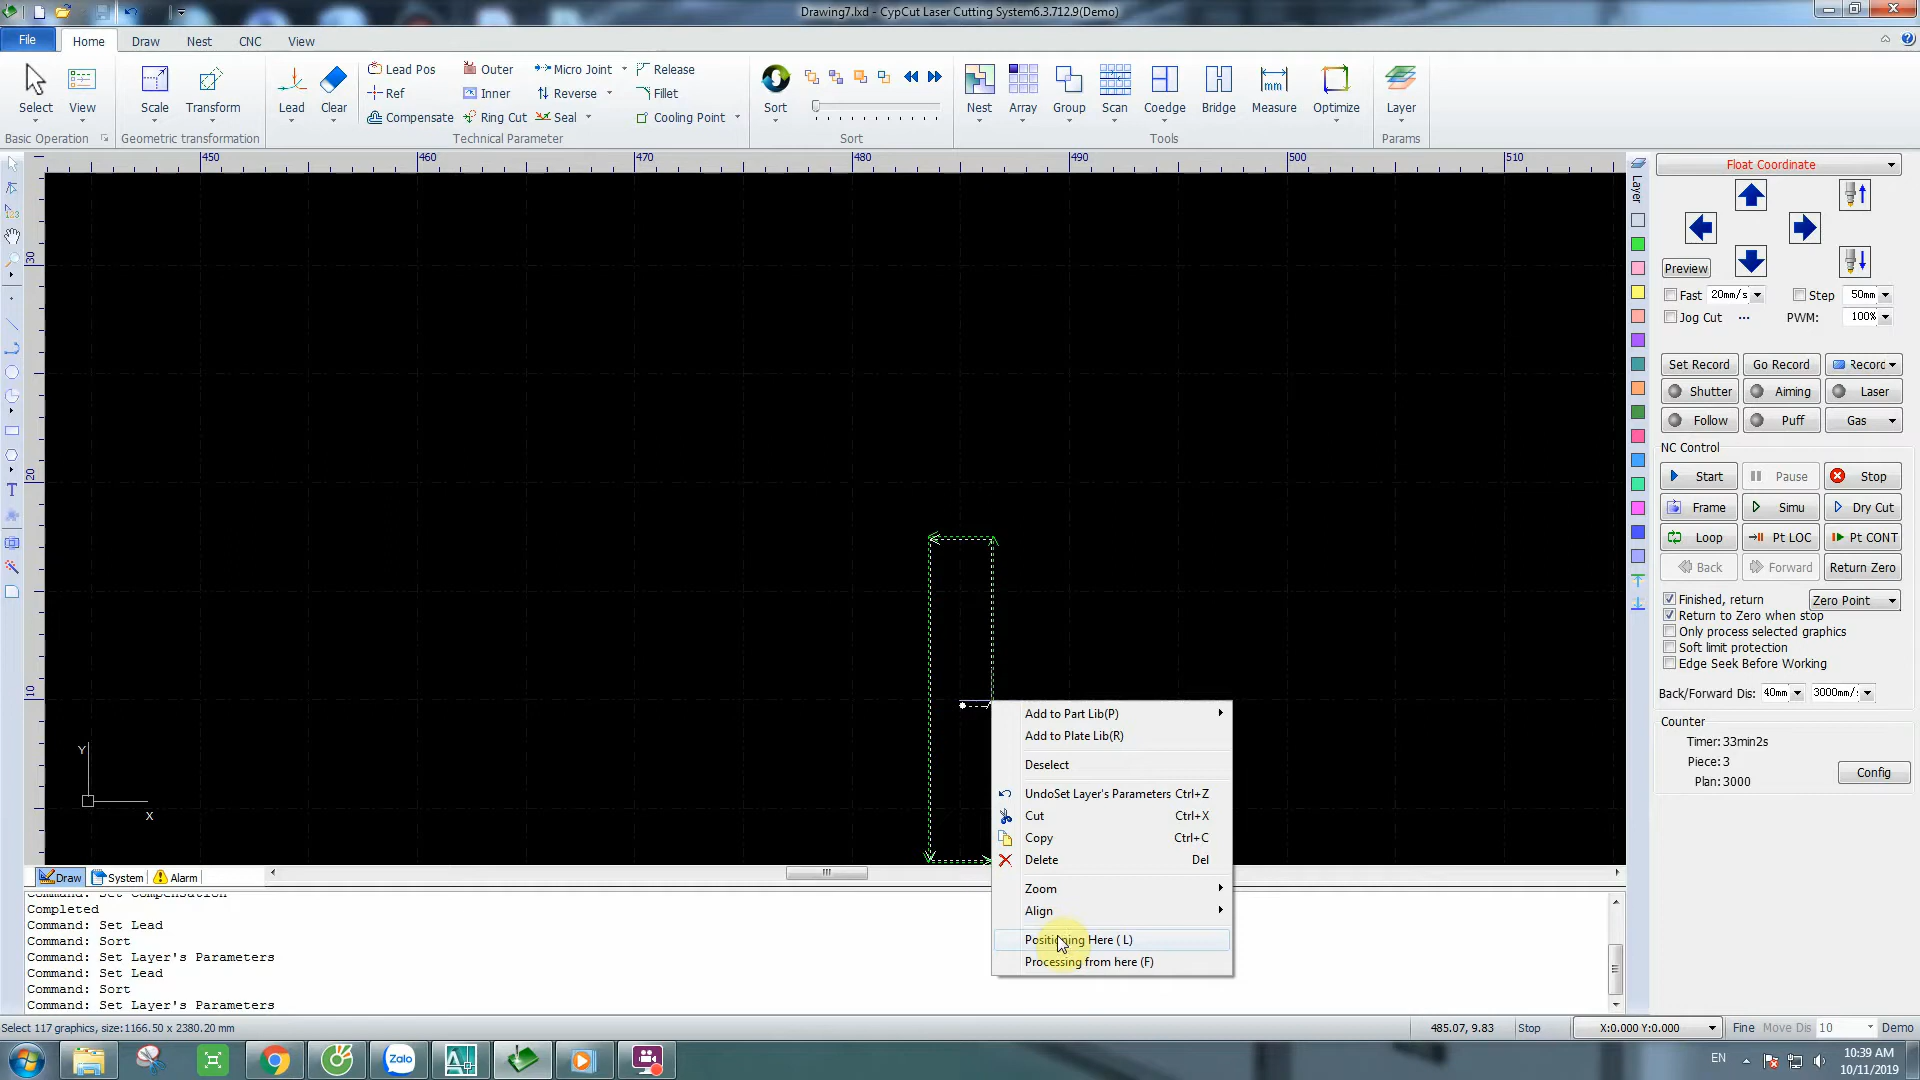 Drawing7.lxd - CypCut Laser Cutting System6.3.712.9(Demo)
File
Home
Draw
Nest
CNC
View
Select
View
Basic Operation
Scale
Transform
Geometric transformation
Lead
Clear
Lead Pos
Ref
Compensate
Outer
Inner
Ring Cut
Micro Joint
Reverse
Seal
Release
Fillet
Cooling Point
Technical Parameter
Sort
Sort
Nest
Array
Group
Scan
Coedge
Bridge
Measure
Optimize
Tools
Layer
Params
450
460
470
480
490
500
510
30
20
10
Y
X
Layer
Float Coordinate
Preview
Fast
20mm/s
Step
50mm
Jog Cut
PWM:
100%
Set Record
Go Record
Record
Shutter
Aiming
Laser
Follow
Puff
Gas
NC Control
Start
Pause
Stop
Frame
Simu
Dry Cut
Loop
Pt LOC
Pt CONT
Back
Forward
Return Zero
Finished, return
Zero Point
Return to Zero when stop
Only process selected graphics
Soft limit protection
Edge Seek Before Working
Back/Forward Dis:
40mm
3000mm/
Counter
Timer: 33min2s
Piece: 3
Plan: 3000
Config
Add to Part Lib(P)
Add to Plate Lib(R)
Deselect
UndoSet Layer's Parameters Ctrl+Z
Cut Ctrl+X
Copy Ctrl+C
Delete Del
Zoom
Align
Positioning Here ( L)
Processing from here (F)
Draw
System
Alarm
Command: Set Compensation
Completed
Command: Set Lead
Command: Sort
Command: Set Layer's Parameters
Command: Set Lead
Command: Sort
Command: Set Layer's Parameters
Select 117 graphics, size:1166.50 x 2380.20 mm
485.07, 9.83
Stop
X:0.000 Y:0.000
Fine
Move Dis
10
Demo
Zalo
EN
10:39 AM
10/11/2019